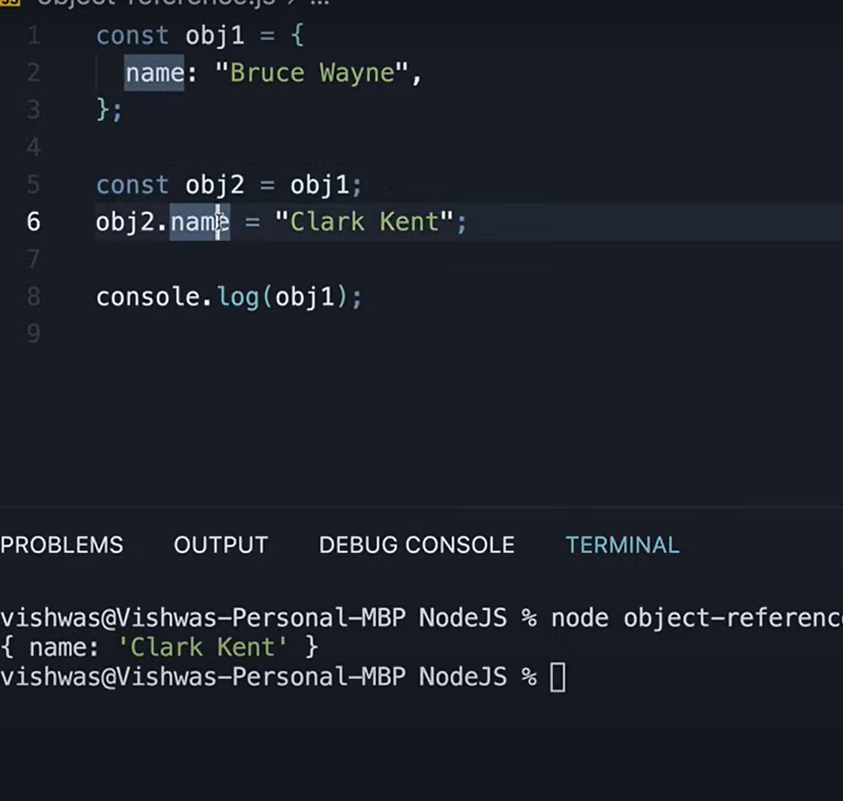 object-reference.js › ...
1 const obj1 = {
2 name: "Bruce Wayne",
3 };
4
5 const obj2 = obj1;
6 obj2.name = "Clark Kent";
7
8 console.log(obj1);
9
PROBLEMS OUTPUT DEBUG CONSOLE TERMINAL
vishwas@Vishwas-Personal-MBP NodeJS % node object-referenc
{ name: 'Clark Kent' }
vishwas@Vishwas-Personal-MBP NodeJS %